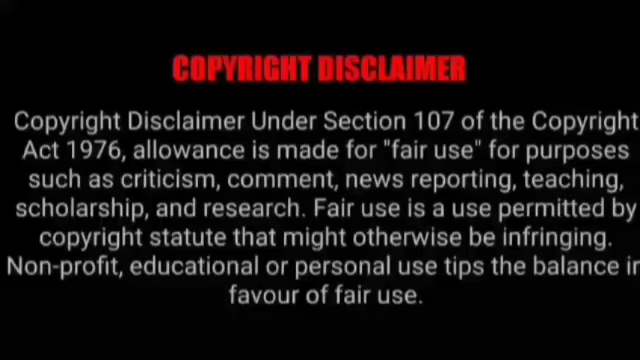 COPYRIGHT DISCLAIMER
Copyright Disclaimer Under Section 107 of the Copyright
Act 1976, allowance is made for "fair use" for purposes
such as criticism, comment, news reporting, teaching,
scholarship, and research. Fair use is a use permitted by
copyright statute that might otherwise be infringing.
Non-profit, educational or personal use tips the balance in
favour of fair use.